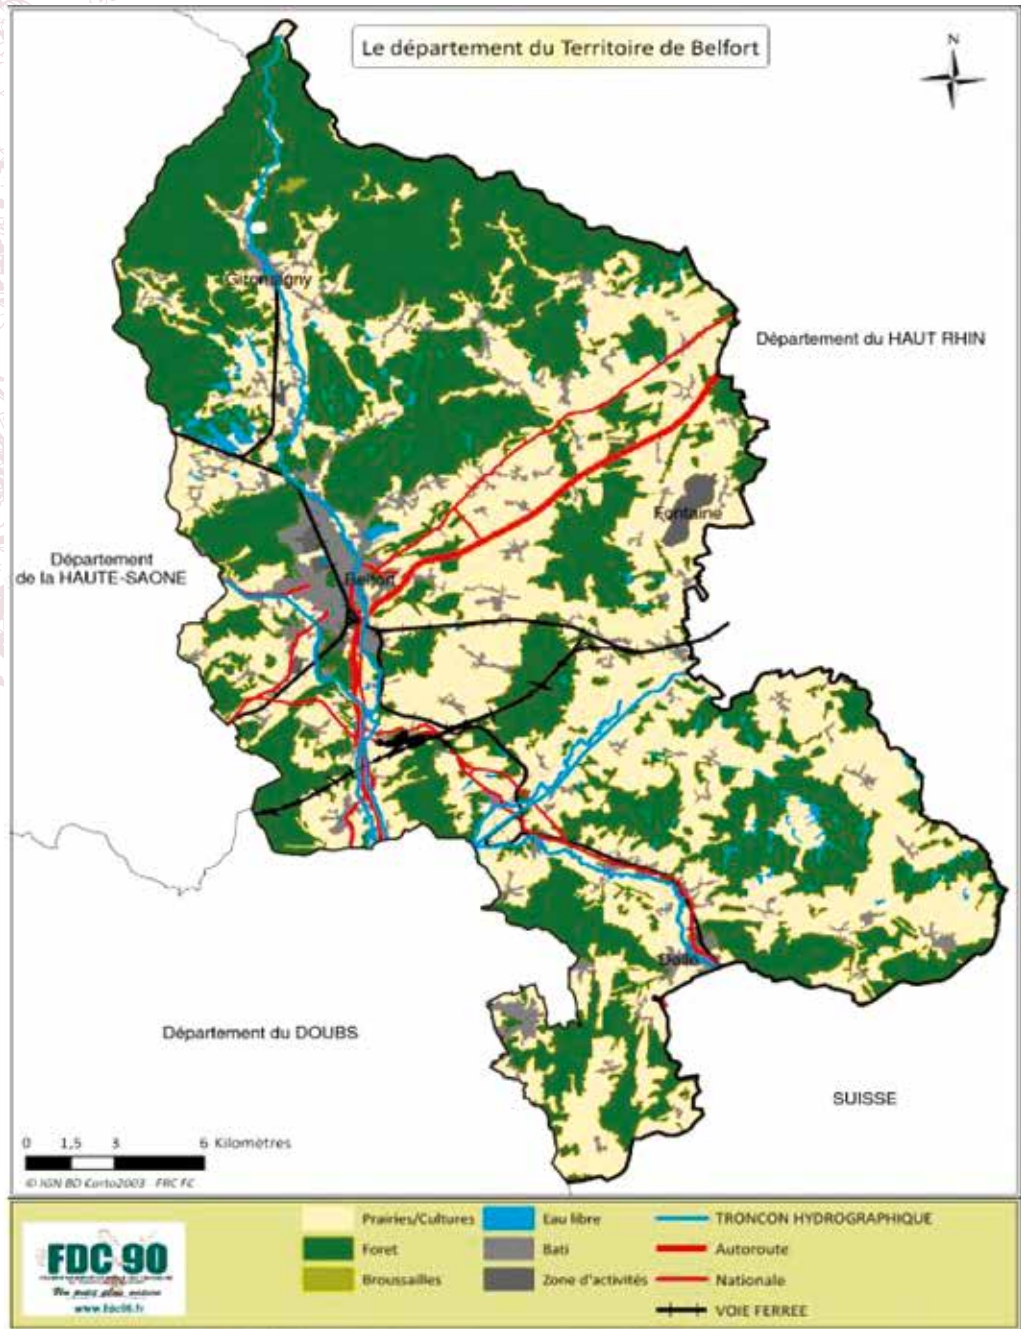 Le département du Territoire de Belfort
N
Giromagny
Département du HAUT RHIN
Fontaine
Département
de la HAUTE-SAONE
Belfort
Delle
Département du DOUBS
SUISSE
0 1,5 3 6 Kilomètres
© IGN BD Carto2003 - FRC FC
Prairies/Cultures
Eau libre
TRONCON HYDROGRAPHIQUE
Foret
Bati
Autoroute
Broussailles
Zone d'activités
Nationale
VOIE FERREE
FDC 90
www.fdc90.fr